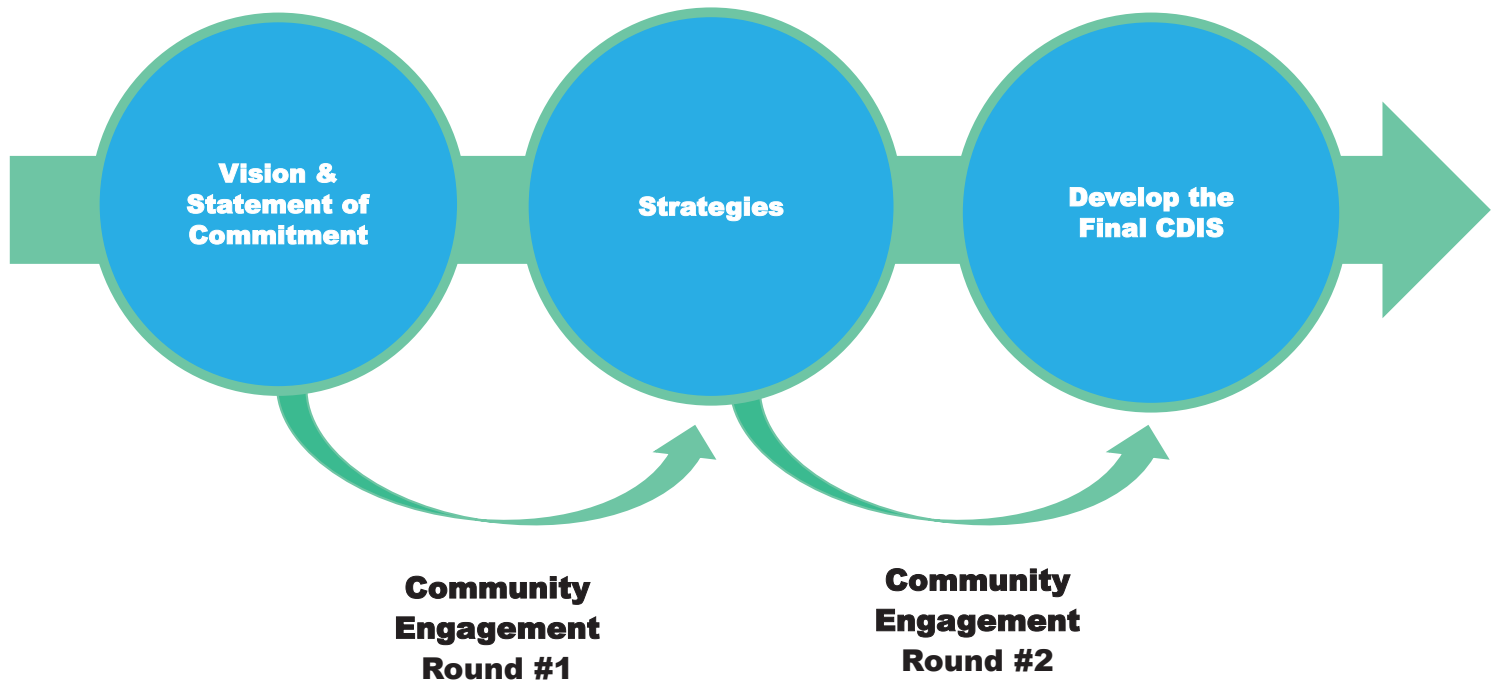 Vision &
Statement of
Commitment
Strategies
Develop the
Final CDIS
Community
Engagement
Round #1
Community
Engagement
Round #2